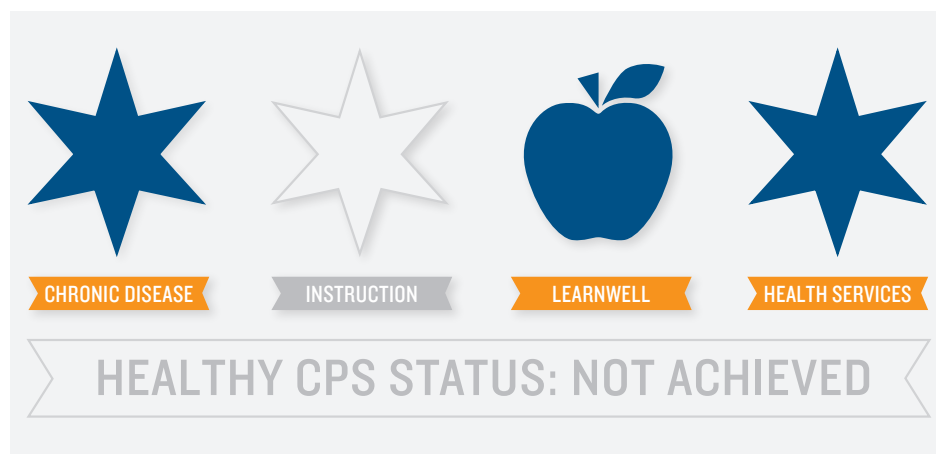 CHRONIC DISEASE
INSTRUCTION
LEARNWELL
HEALTH SERVICES
HEALTHY CPS STATUS: NOT ACHIEVED